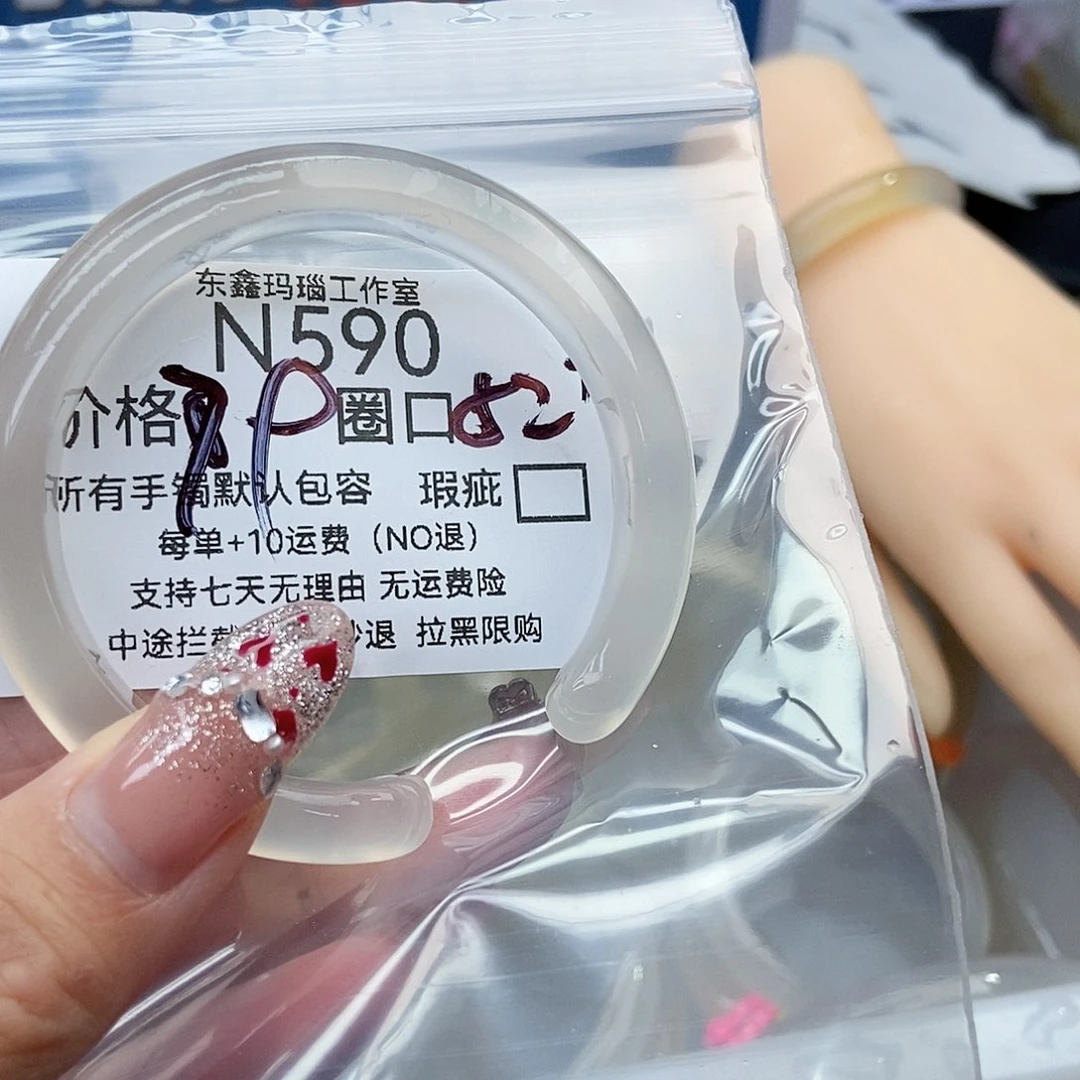 东鑫玛瑙工作室
N590
价格 圈口 52
所有手镯默认包容 瑕疵
每单+10运费（NO退）
支持七天无理由 无运费险
中途拦 退 拉黑限购